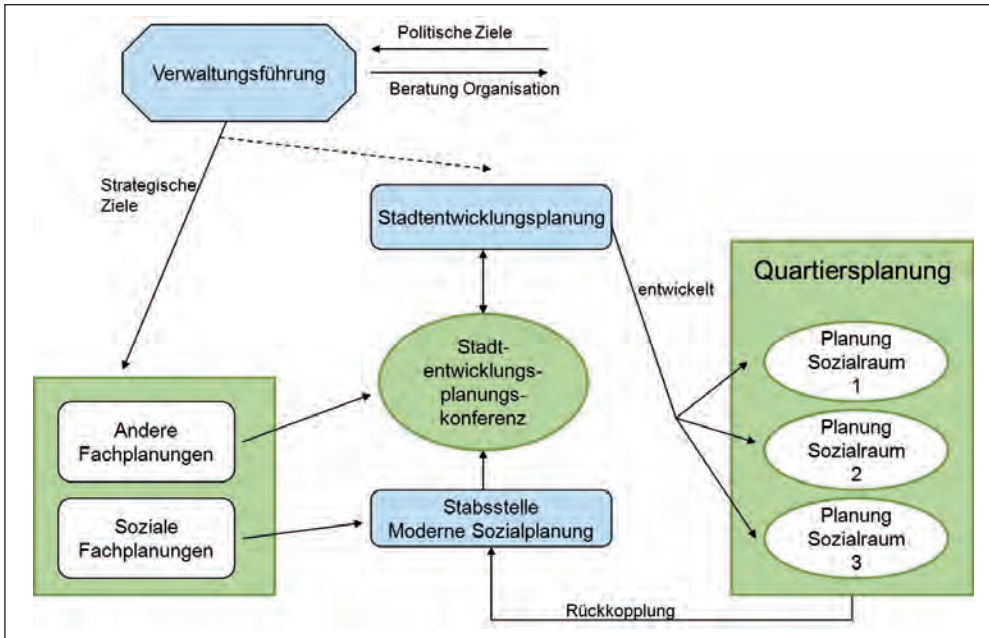 Politische Ziele
Verwaltungsführung
Beratung Organisation
Strategische
Ziele
Stadtentwicklungsplanung
entwickelt
Quartiersplanung
Stadt-
entwicklungs-
planungs-
konferenz
Planung
Sozialraum
1
Planung
Sozialraum
2
Planung
Sozialraum
3
Andere
Fachplanungen
Soziale
Fachplanungen
Stabsstelle
Moderne Sozialplanung
Rückkopplung